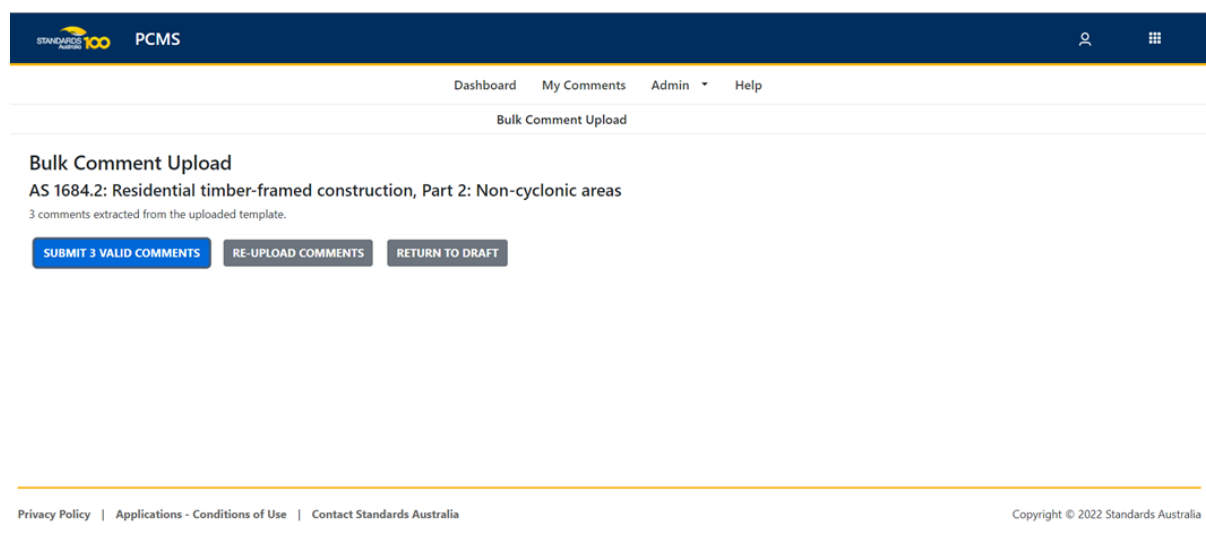 STANDARDS Australia 100 PCMS
Dashboard My Comments Admin Help
Bulk Comment Upload
Bulk Comment Upload
AS 1684.2: Residential timber-framed construction, Part 2: Non-cyclonic areas
3 comments extracted from the uploaded template.
SUBMIT 3 VALID COMMENTS RE-UPLOAD COMMENTS RETURN TO DRAFT
Privacy Policy | Applications - Conditions of Use | Contact Standards Australia Copyright © 2022 Standards Australia